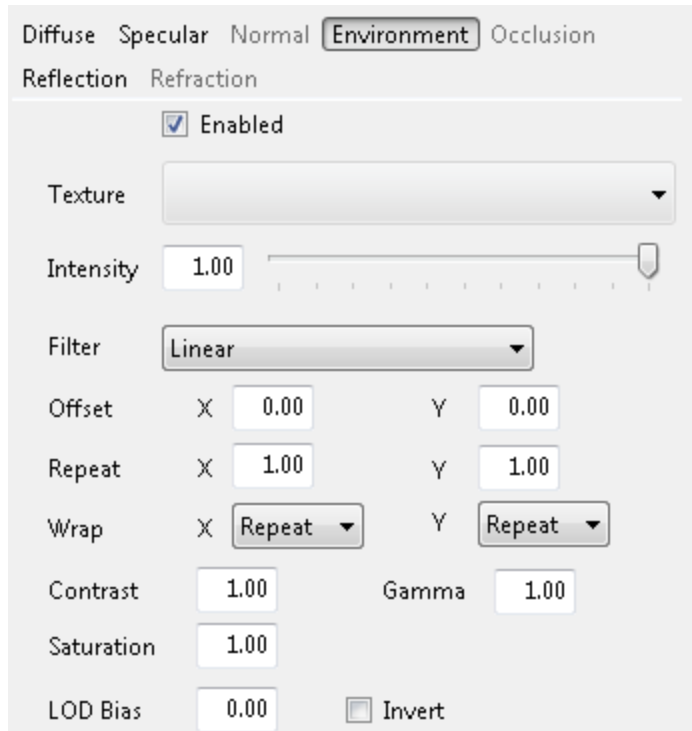 Diffuse Specular Normal Environment Occlusion
Reflection Refraction
Enabled
Texture
Intensity 1.00
Filter Linear
Offset X 0.00 Y 0.00
Repeat X 1.00 Y 1.00
Wrap X Repeat Y Repeat
Contrast 1.00 Gamma 1.00
Saturation 1.00
LOD Bias 0.00 Invert